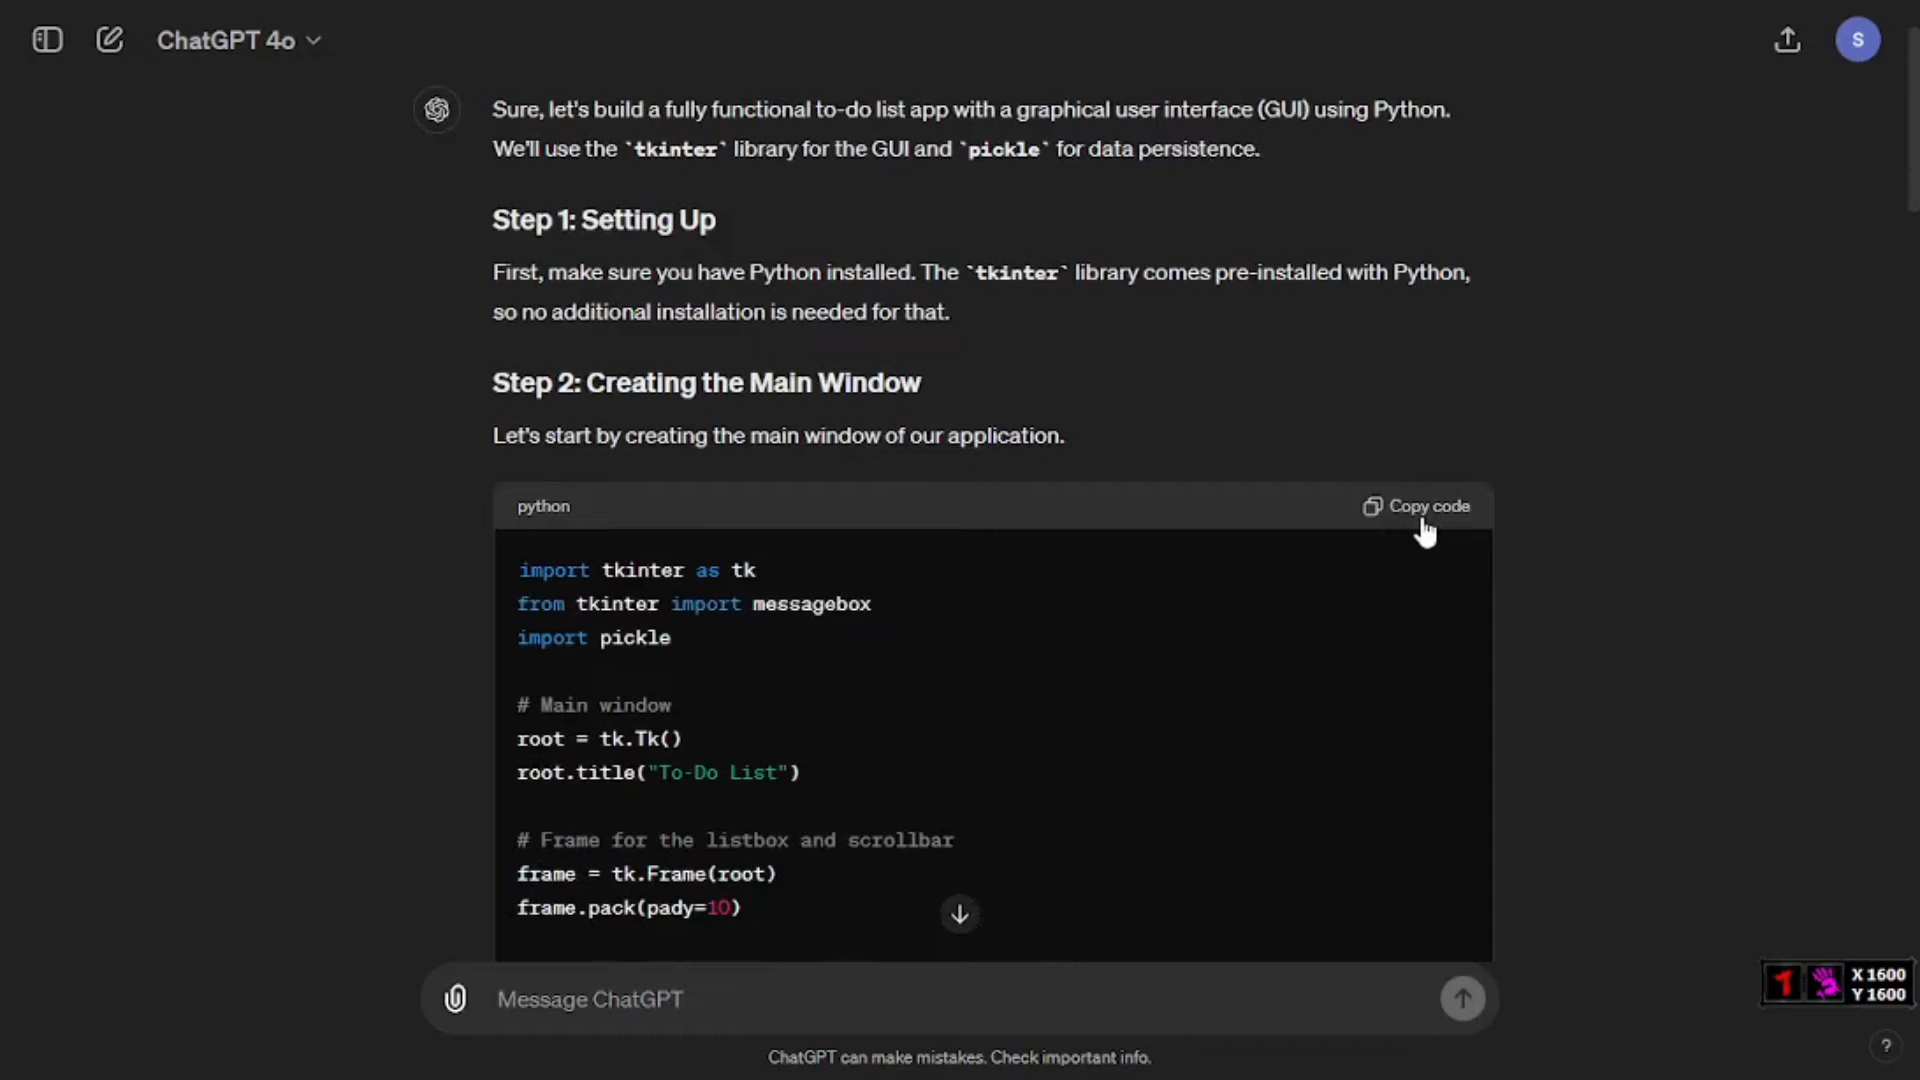 ChatGPT 4o
S
Sure, let's build a fully functional to-do list app with a graphical user interface (GUI) using Python.
We'll use the `tkinter` library for the GUI and `pickle` for data persistence.
Step 1: Setting Up
First, make sure you have Python installed. The `tkinter` library comes pre-installed with Python,
so no additional installation is needed for that.
Step 2: Creating the Main Window
Let's start by creating the main window of our application.
python
Copy code
import tkinter as tk
from tkinter import messagebox
import pickle
# Main window
root = tk.Tk()
root.title("To-Do List")
# Frame for the listbox and scrollbar
frame = tk.Frame(root)
frame.pack(pady=10)
Message ChatGPT
1
X 1600
Y 1600
ChatGPT can make mistakes. Check important info.
?